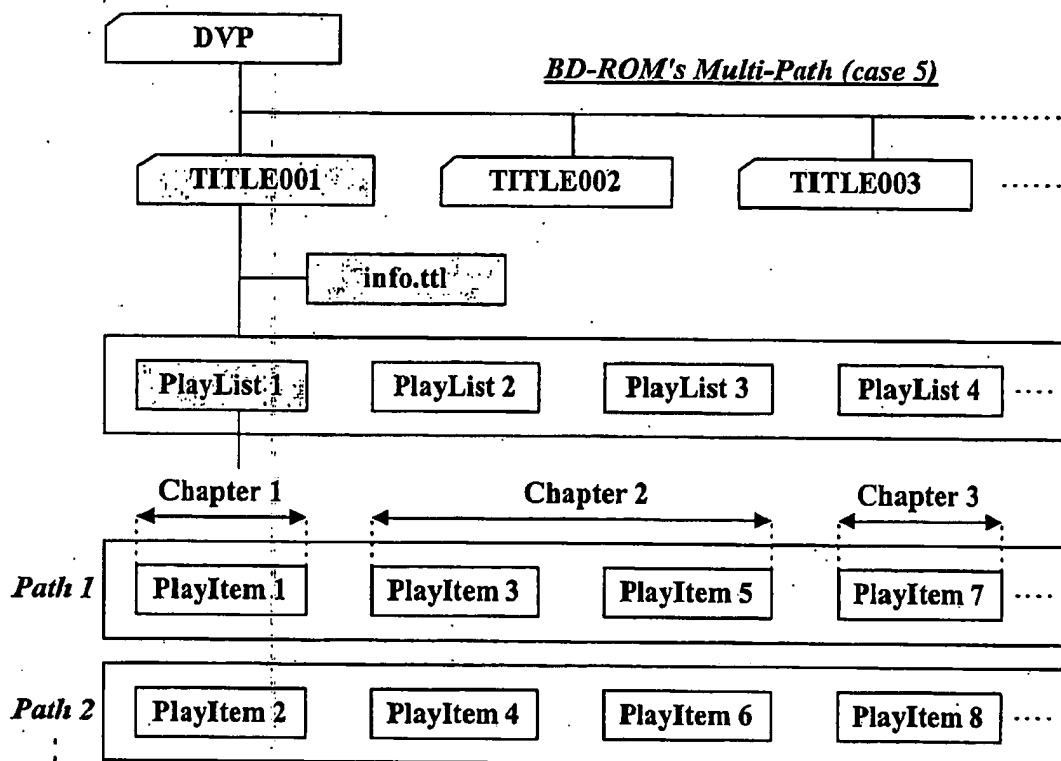 DVP
BD-ROM's Multi-Path (case 5)
TITLE001 TITLE002 TITLE003
info.ttl
PlayList 1 PlayList 2 PlayList 3 PlayList 4
Chapter 1 Chapter 2 Chapter 3
Path 1 PlayItem 1 PlayItem 3 PlayItem 5 PlayItem 7
Path 2 PlayItem 2 PlayItem 4 PlayItem 6 PlayItem 8